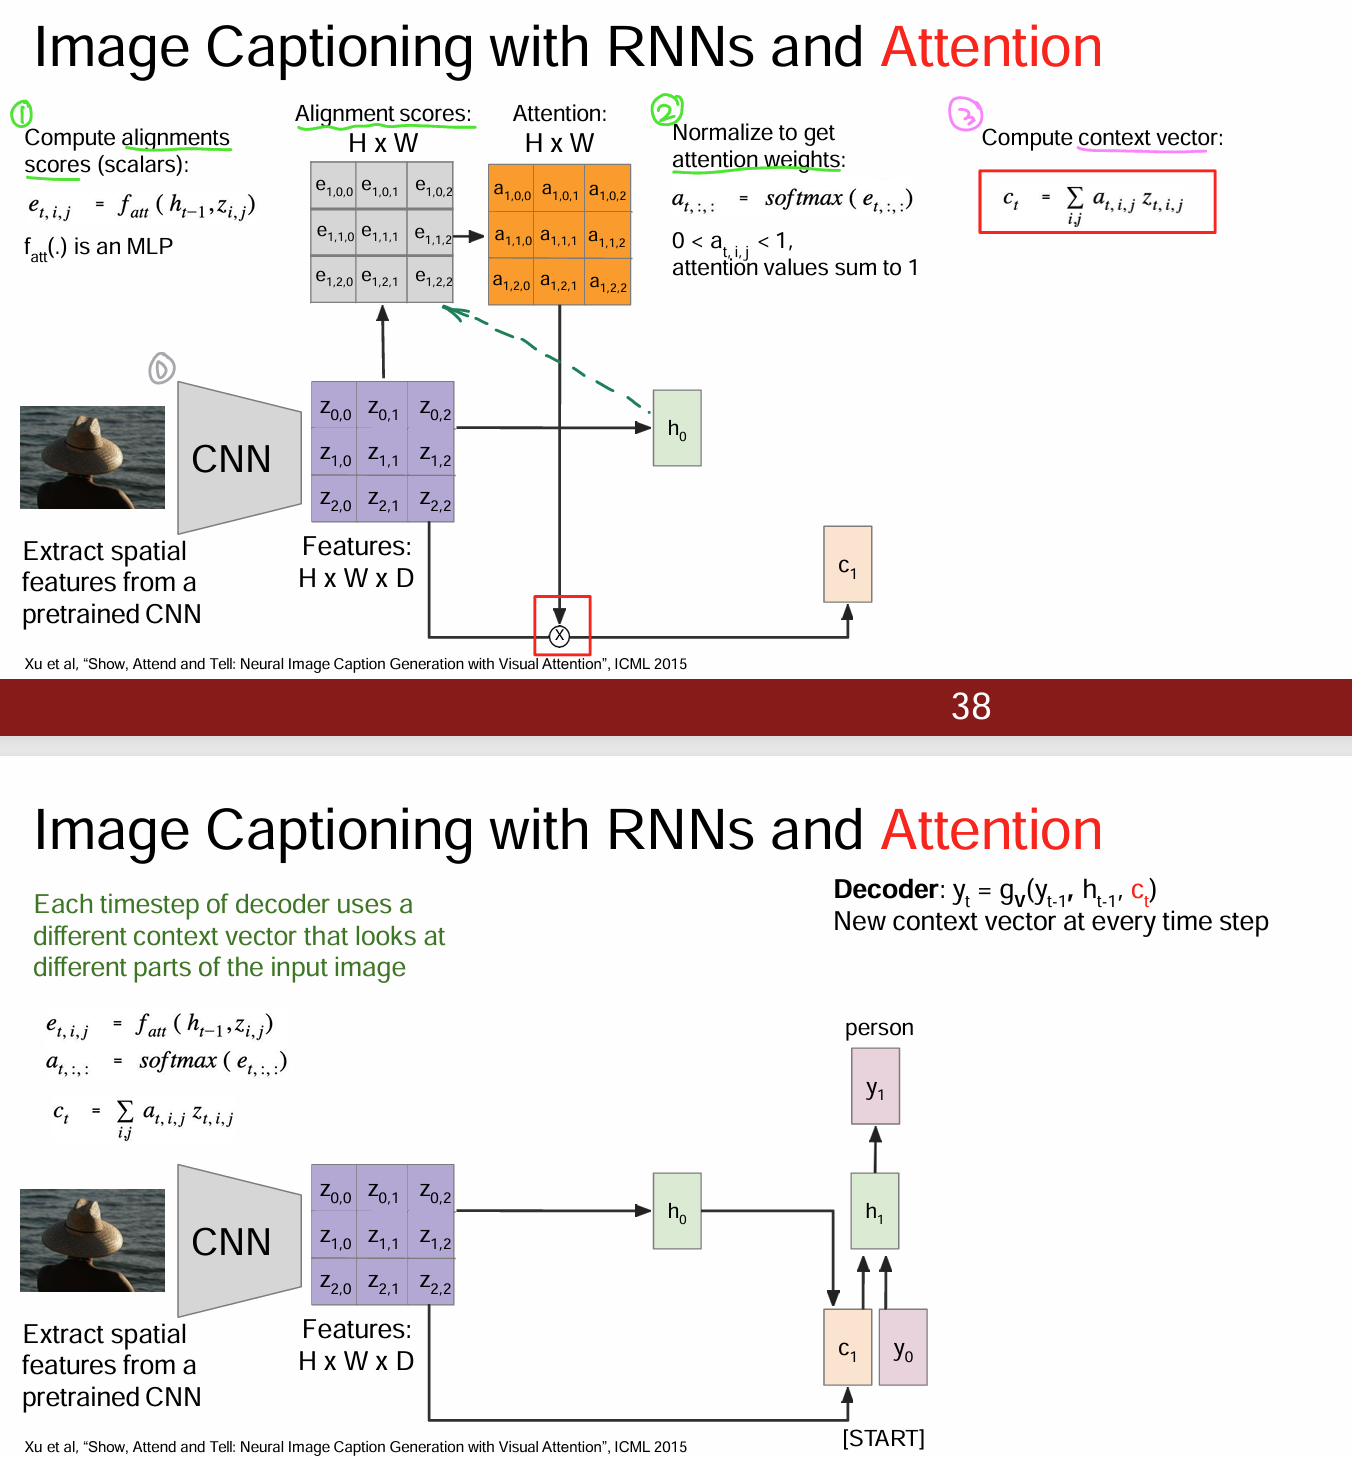 Image Captioning with RNNs and Attention
①
Compute alignments
scores (scalars):
e_{t,i,j} = f_{att} ( h_{t-1}, z_{i,j} )
f_{att}(.) is an MLP
Alignment scores:
H x W
e_{1,0,0} e_{1,0,1} e_{1,0,2}
e_{1,1,0} e_{1,1,1} e_{1,1,2}
e_{1,2,0} e_{1,2,1} e_{1,2,2}
Attention:
H x W
a_{1,0,0} a_{1,0,1} a_{1,0,2}
a_{1,1,0} a_{1,1,1} a_{1,1,2}
a_{1,2,0} a_{1,2,1} a_{1,2,2}
②
Normalize to get
attention weights:
a_{t,:,:} = softmax ( e_{t,:,:} )
0 < a_{t,i,j} < 1,
attention values sum to 1
③
Compute context vector:
c_t = ∑_{i,j} a_{t,i,j} z_{t,i,j}
⓪
CNN
z_{0,0} z_{0,1} z_{0,2}
z_{1,0} z_{1,1} z_{1,2}
z_{2,0} z_{2,1} z_{2,2}
h_0
Extract spatial
features from a
pretrained CNN
Features:
H x W x D
X
c_1
Xu et al, “Show, Attend and Tell: Neural Image Caption Generation with Visual Attention”, ICML 2015
38
Image Captioning with RNNs and Attention
Each timestep of decoder uses a
different context vector that looks at
different parts of the input image
Decoder: y_t = g_V(y_{t-1}, h_{t-1}, c_t)
New context vector at every time step
e_{t,i,j} = f_{att} ( h_{t-1}, z_{i,j} )
a_{t,:,:} = softmax ( e_{t,:,:} )
c_t = ∑_{i,j} a_{t,i,j} z_{t,i,j}
person
y_1
CNN
z_{0,0} z_{0,1} z_{0,2}
z_{1,0} z_{1,1} z_{1,2}
z_{2,0} z_{2,1} z_{2,2}
h_0
h_1
Extract spatial
features from a
pretrained CNN
Features:
H x W x D
c_1
y_0
[START]
Xu et al, “Show, Attend and Tell: Neural Image Caption Generation with Visual Attention”, ICML 2015